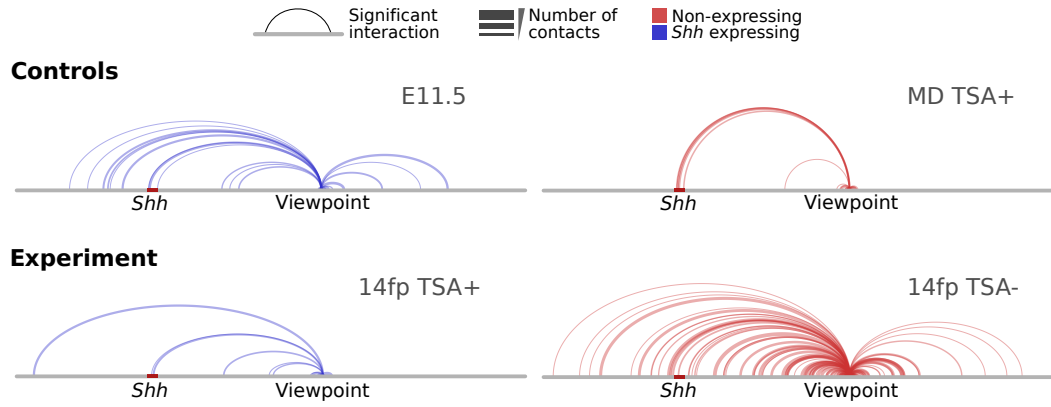 Significant
interaction
Number of
contacts
Non-expressing
Shh expressing
Controls
E11.5
MD TSA+
Shh
Viewpoint
Shh
Viewpoint
Experiment
14fp TSA+
14fp TSA-
Shh
Viewpoint
Shh
Viewpoint